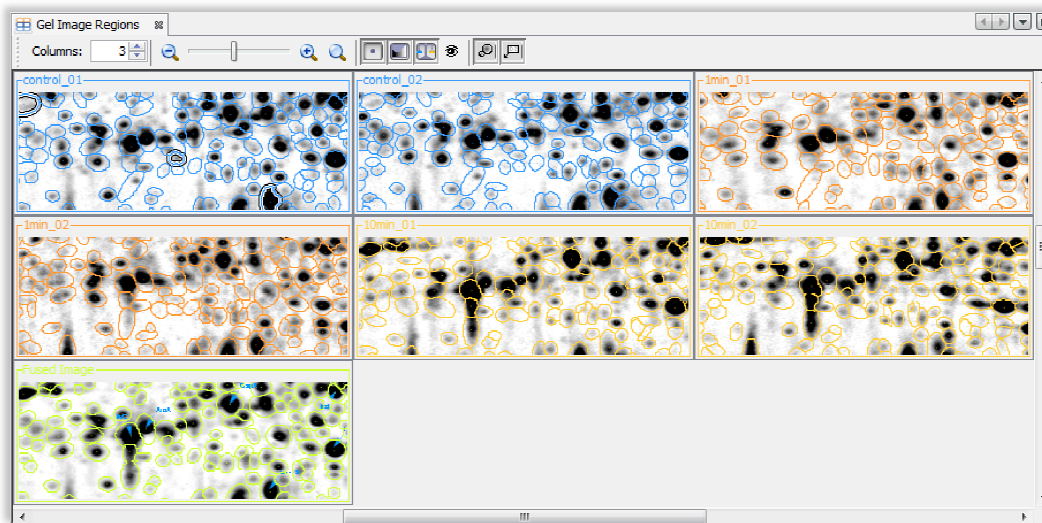 Gel Image Regions
Columns: 3
control_01
control_02
1min_01
1min_02
10min_01
10min_02
Fused Image